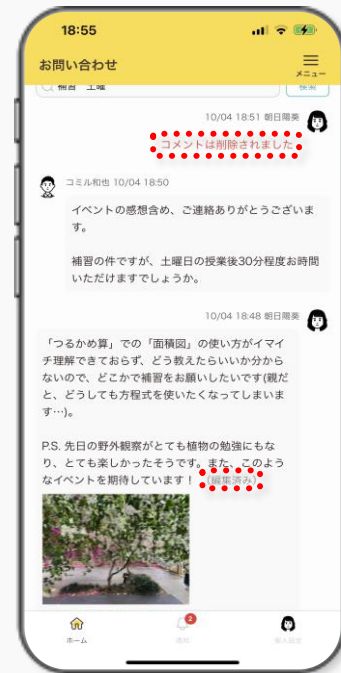 18:55
お問い合わせ
メニュー
補習 土曜
検索
10/04 18:51 朝日陽葵
コメントは削除されました
コミル和也 10/04 18:50
イベントの感想含め、ご連絡ありがとうございま
す。
補習の件ですが、土曜日の授業後30分程度お時間
いただけますでしょうか。
10/04 18:48 朝日陽葵
「つるかめ算」での「面積図」の使い方がイマイ
チ理解できておらず、どう教えたらいいか分から
ないので、どこかで補習をお願いしたいです(親だ
と、どうしても方程式を使いたくなってしまいま
す…)。
P.S. 先日の野外観察がとても植物の勉強にもな
り、とても楽しかったそうです。また、このよう
なイベントを期待しています！ （編集済み）
2
ホーム